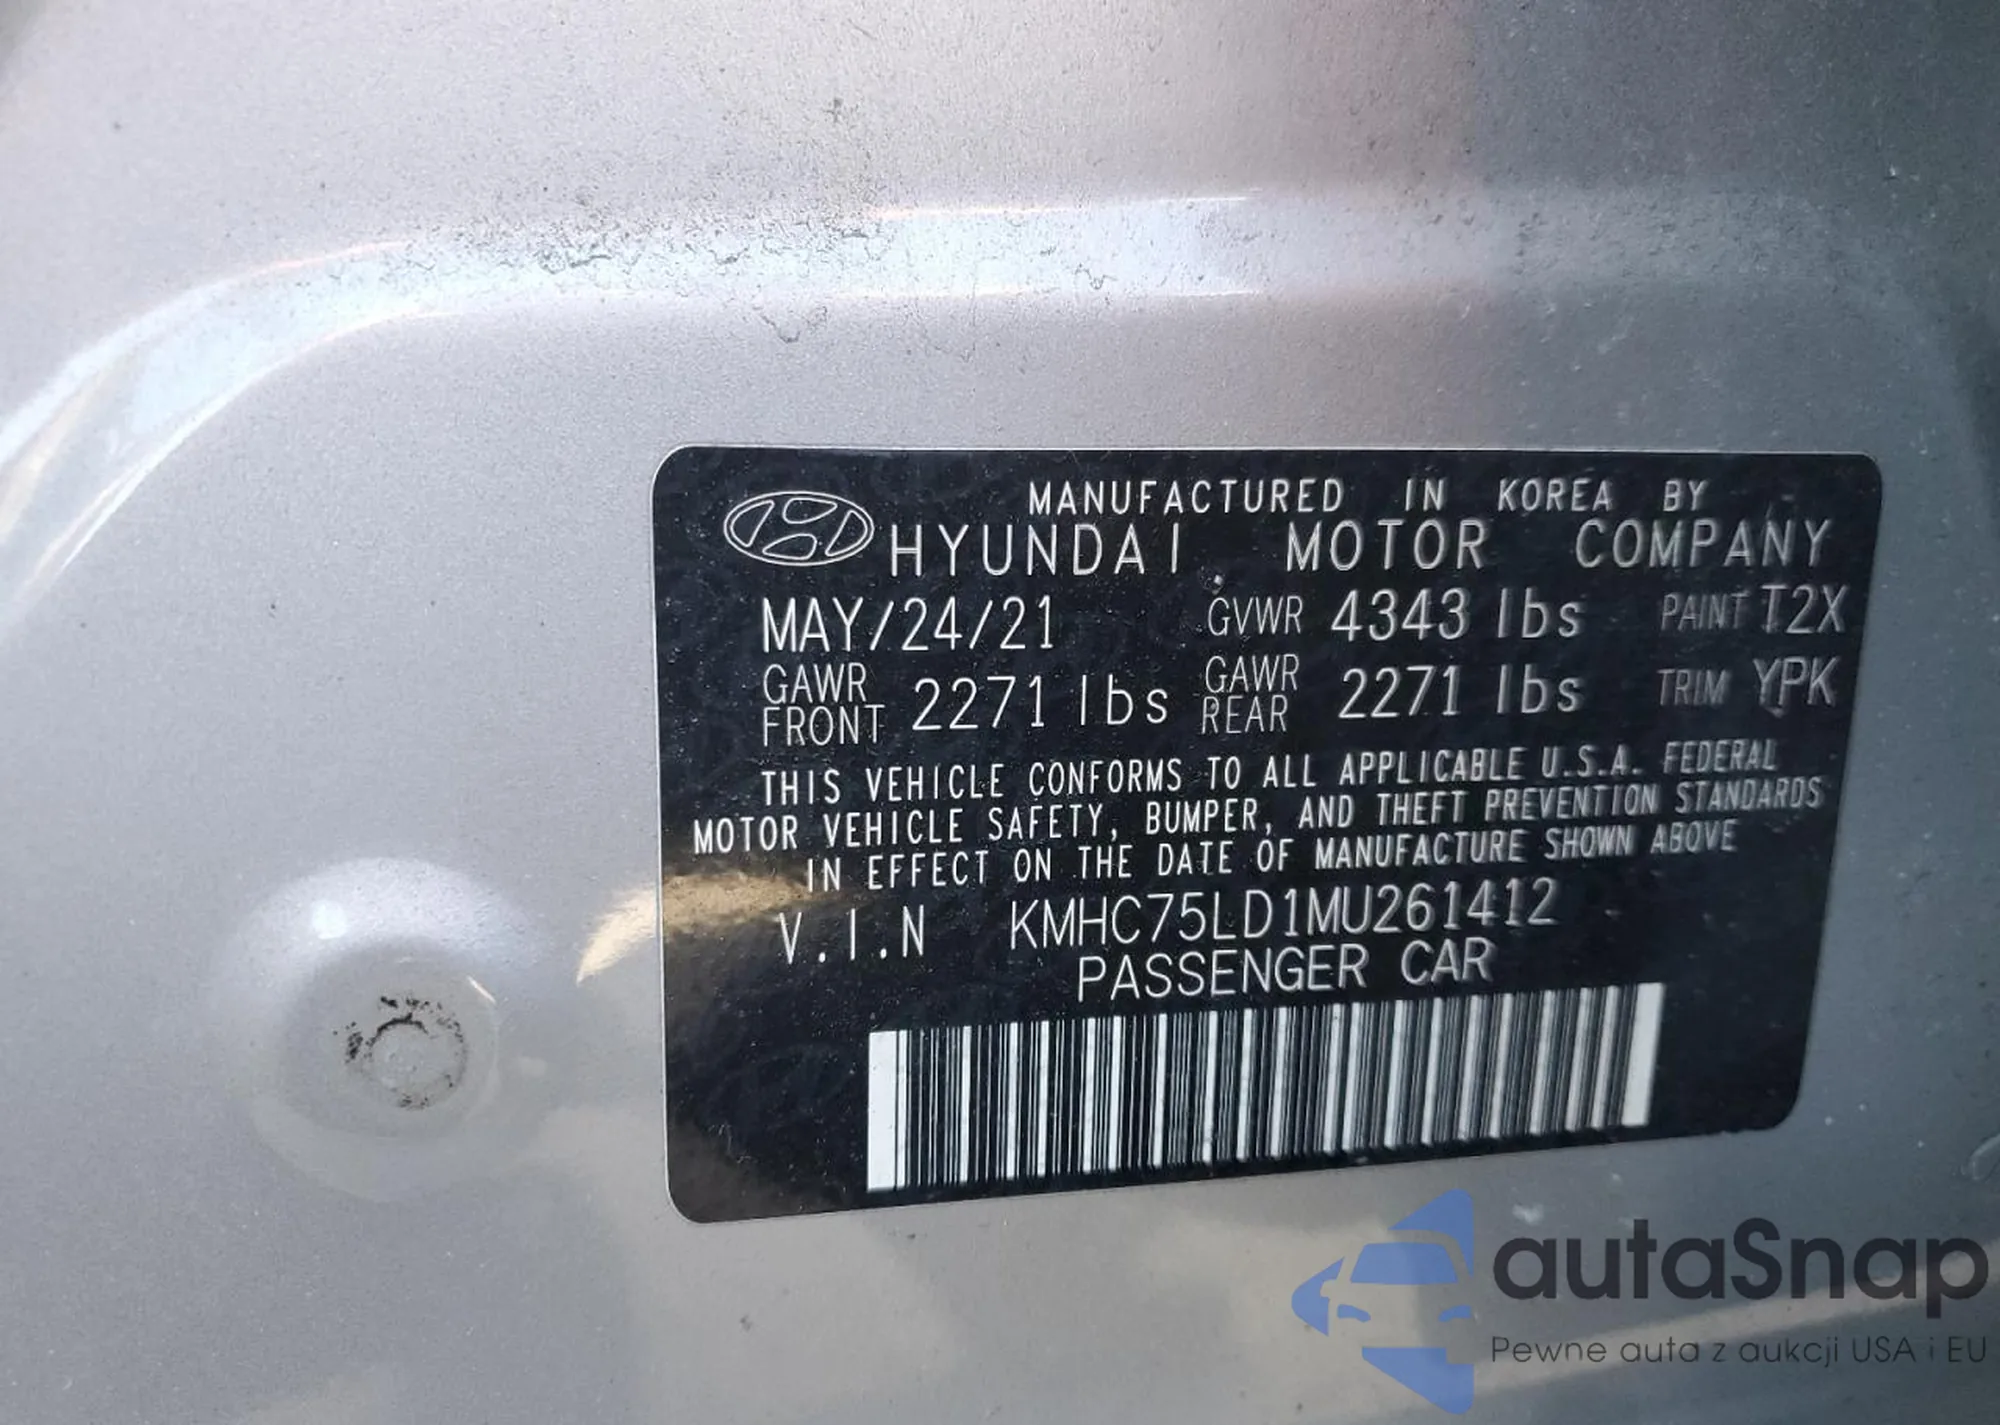 MANUFACTURED IN KOREA BY
HYUNDAI MOTOR COMPANY
MAY/24/21 GVWR 4343 lbs PAINT T2X
GAWR FRONT 2271 lbs GAWR REAR 2271 lbs TRIM YPK
THIS VEHICLE CONFORMS TO ALL APPLICABLE U.S.A. FEDERAL
MOTOR VEHICLE SAFETY, BUMPER, AND THEFT PREVENTION STANDARDS
IN EFFECT ON THE DATE OF MANUFACTURE SHOWN ABOVE
V.I.N KMHC75LD1MU261412
PASSENGER CAR
autaSnap
Pewne auta z aukcji USA i EU